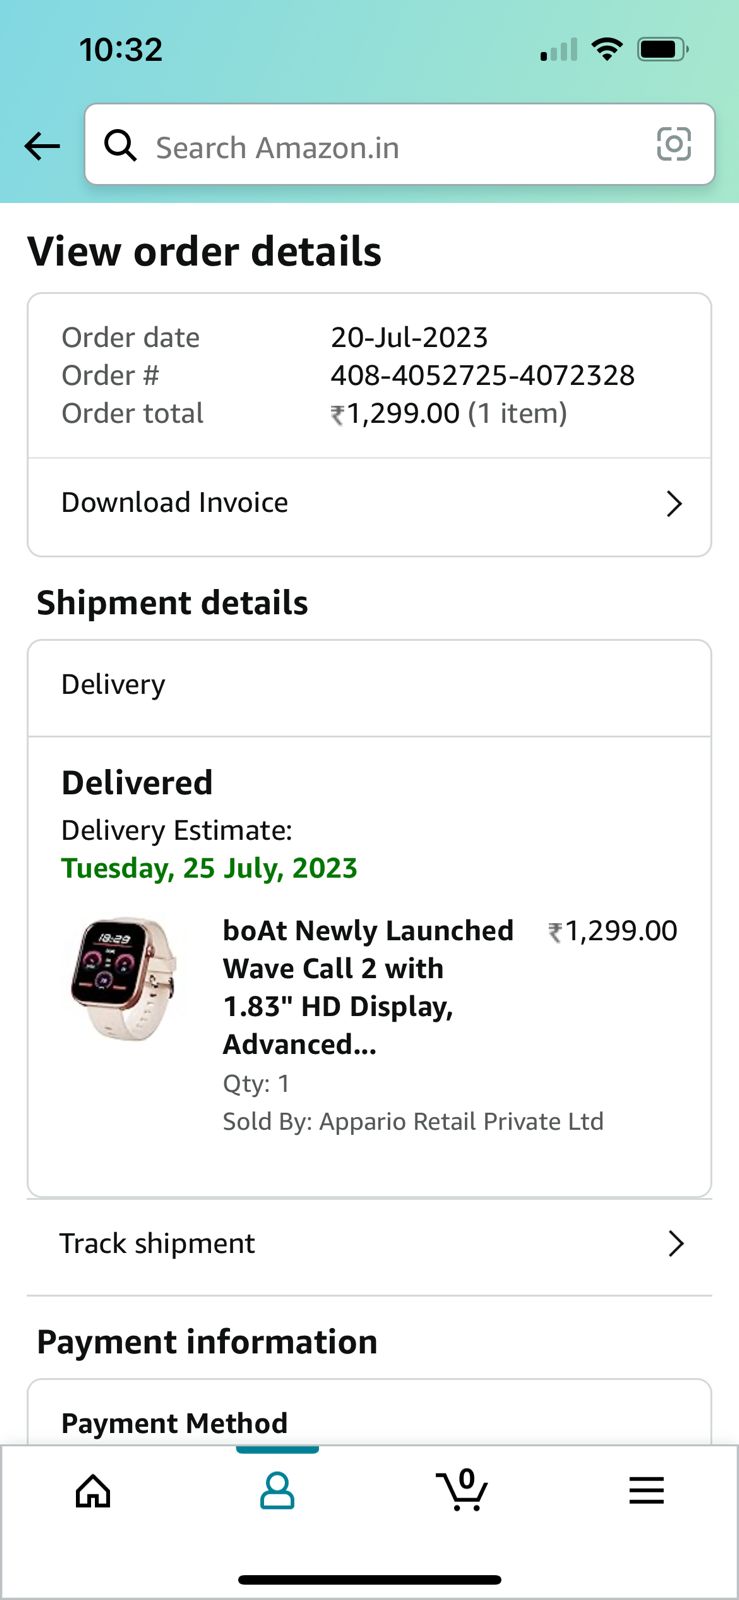 10:32
Search Amazon.in
View order details
Order date 20-Jul-2023
Order # 408-4052725-4072328
Order total ₹1,299.00 (1 item)
Download Invoice
Shipment details
Delivery
Delivered
Delivery Estimate:
Tuesday, 25 July, 2023
18:29
boAt Newly Launched ₹1,299.00
Wave Call 2 with
1.83" HD Display,
Advanced...
Qty: 1
Sold By: Appario Retail Private Ltd
Track shipment
Payment information
Payment Method
0